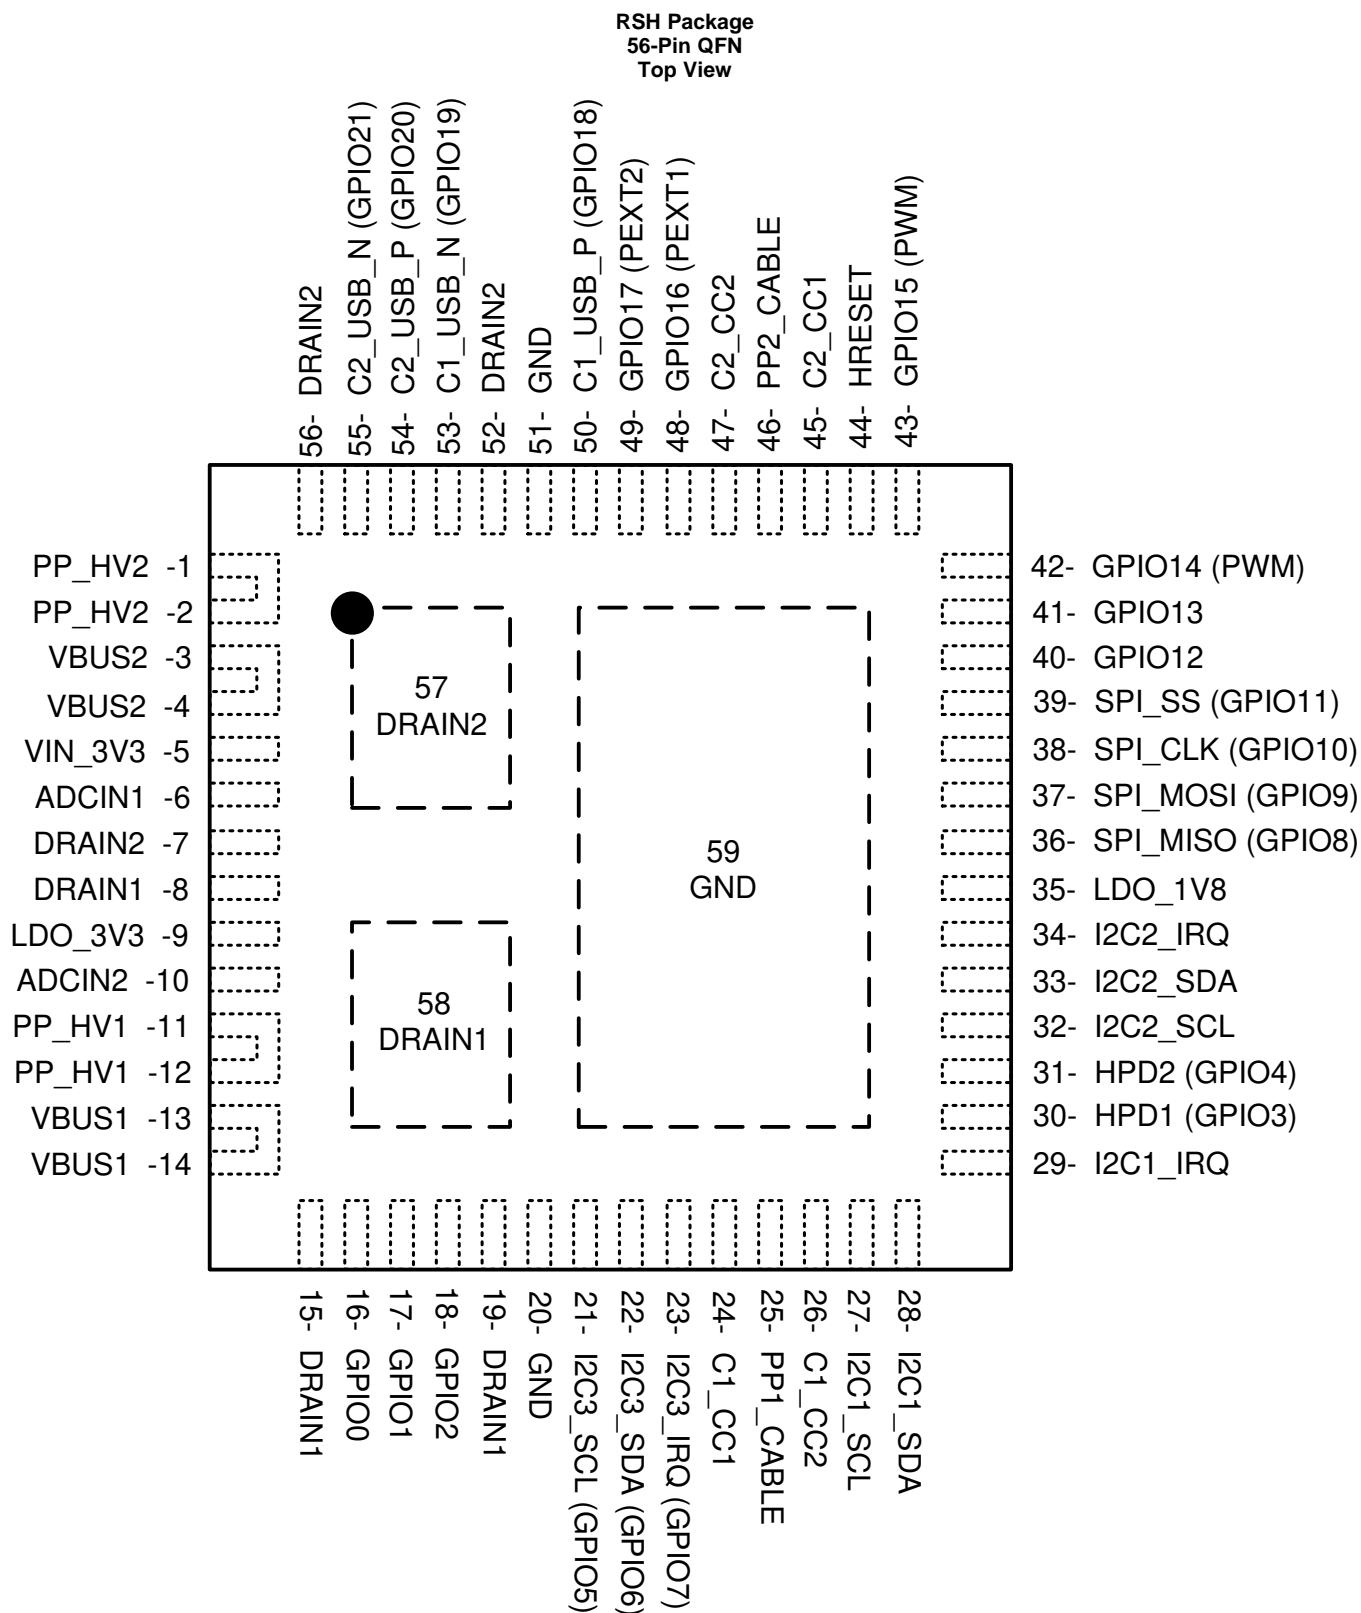 RSH Package
56-Pin QFN
Top View
56- DRAIN2
55- C2_USB_N (GPIO21)
54- C2_USB_P (GPIO20)
53- C1_USB_N (GPIO19)
52- DRAIN2
51- GND
50- C1_USB_P (GPIO18)
49- GPIO17 (PEXT2)
48- GPIO16 (PEXT1)
47- C2_CC2
46- PP2_CABLE
45- C2_CC1
44- HRESET
43- GPIO15 (PWM)
PP_HV2 -1
PP_HV2 -2
VBUS2 -3
VBUS2 -4
VIN_3V3 -5
ADCIN1 -6
DRAIN2 -7
DRAIN1 -8
LDO_3V3 -9
ADCIN2 -10
PP_HV1 -11
PP_HV1 -12
VBUS1 -13
VBUS1 -14
57
DRAIN2
58
DRAIN1
59
GND
42- GPIO14 (PWM)
41- GPIO13
40- GPIO12
39- SPI_SS (GPIO11)
38- SPI_CLK (GPIO10)
37- SPI_MOSI (GPIO9)
36- SPI_MISO (GPIO8)
35- LDO_1V8
34- I2C2_IRQ
33- I2C2_SDA
32- I2C2_SCL
31- HPD2 (GPIO4)
30- HPD1 (GPIO3)
29- I2C1_IRQ
15- DRAIN1
16- GPIO0
17- GPIO1
18- GPIO2
19- DRAIN1
20- GND
21- I2C3_SCL (GPIO5)
22- I2C3_SDA (GPIO6)
23- I2C3_IRQ (GPIO7)
24- C1_CC1
25- PP1_CABLE
26- C1_CC2
27- I2C1_SCL
28- I2C1_SDA